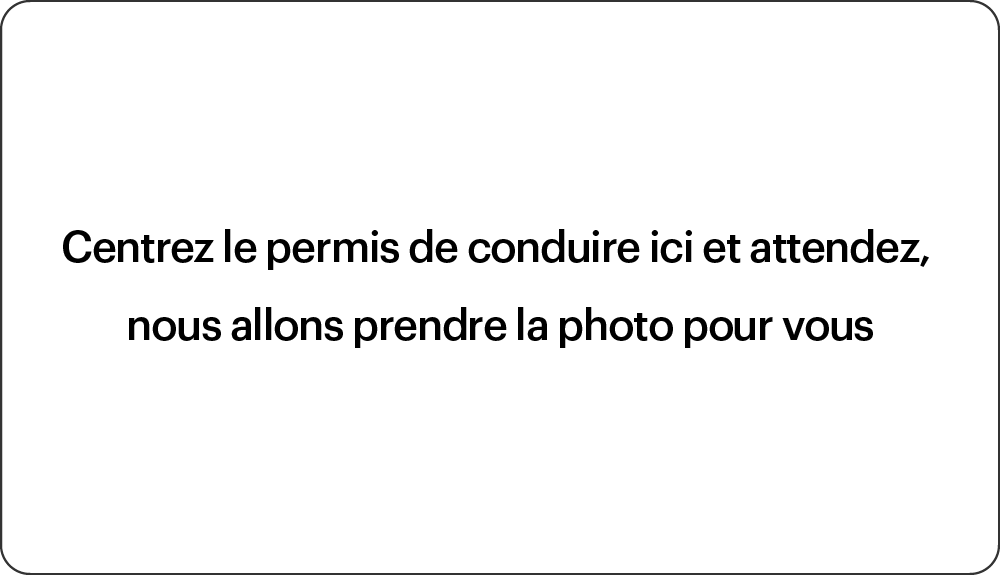 Centrez le permis de conduire ici et attendez,
nous allons prendre la photo pour vous